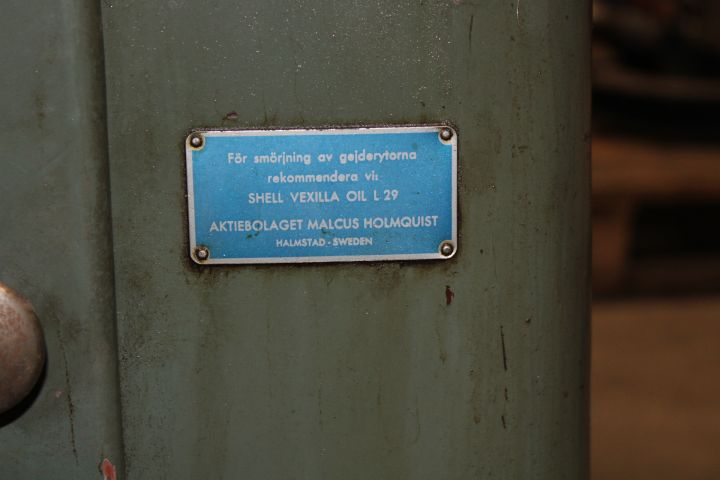 För smörjning av gejderytorna
rekommendera vi:
SHELL VEXILLA OIL L 29
AKTIEBOLAGET MALCUS HOLMQUIST
HALMSTAD - SWEDEN